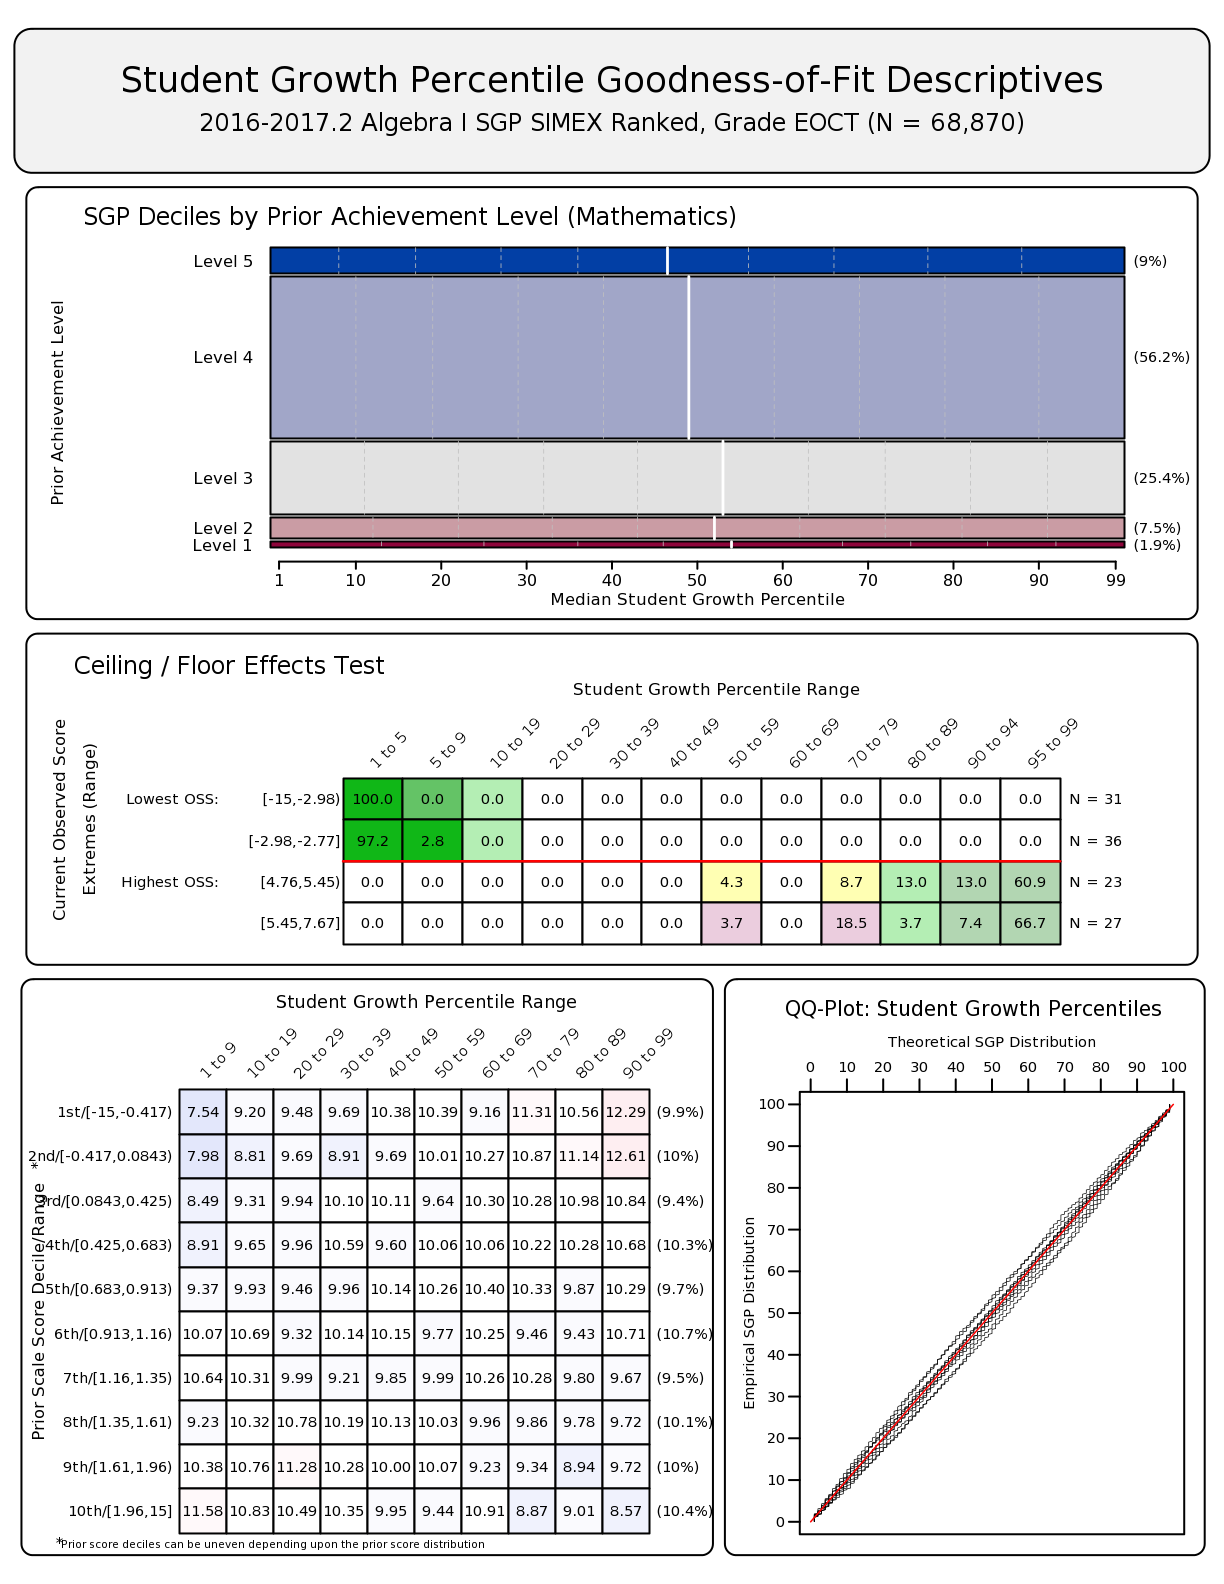 Student Growth Percentile Goodness-of-Fit Descriptives
2016-2017.2 Algebra I SGP SIMEX Ranked, Grade EOCT (N = 68,870)
SGP Deciles by Prior Achievement Level (Mathematics)
Prior Achievement Level
Level 5 (9%)
Level 4 (56.2%)
Level 3 (25.4%)
Level 2 (7.5%)
Level 1 (1.9%)
1 10 20 30 40 50 60 70 80 90 99
Median Student Growth Percentile
Ceiling / Floor Effects Test
Student Growth Percentile Range
Current Observed Score
Extremes (Range)
1 to 5 5 to 9 10 to 19 20 to 29 30 to 39 40 to 49 50 to 59 60 to 69 70 to 79 80 to 89 90 to 94 95 to 99
Lowest OSS: [-15,-2.98) 100.0 0.0 0.0 0.0 0.0 0.0 0.0 0.0 0.0 0.0 0.0 0.0 N = 31
[-2.98,-2.77] 97.2 2.8 0.0 0.0 0.0 0.0 0.0 0.0 0.0 0.0 0.0 0.0 N = 36
Highest OSS: [4.76,5.45) 0.0 0.0 0.0 0.0 0.0 0.0 4.3 0.0 8.7 13.0 13.0 60.9 N = 23
[5.45,7.67] 0.0 0.0 0.0 0.0 0.0 0.0 3.7 0.0 18.5 3.7 7.4 66.7 N = 27
Student Growth Percentile Range
Prior Scale Score Decile/Range *
1 to 9 10 to 19 20 to 29 30 to 39 40 to 49 50 to 59 60 to 69 70 to 79 80 to 89 90 to 99
1st/[-15,-0.417) 7.54 9.20 9.48 9.69 10.38 10.39 9.16 11.31 10.56 12.29 (9.9%)
2nd/[-0.417,0.0843) 7.98 8.81 9.69 8.91 9.69 10.01 10.27 10.87 11.14 12.61 (10%)
3rd/[0.0843,0.425) 8.49 9.31 9.94 10.10 10.11 9.64 10.30 10.28 10.98 10.84 (9.4%)
4th/[0.425,0.683) 8.91 9.65 9.96 10.59 9.60 10.06 10.06 10.22 10.28 10.68 (10.3%)
5th/[0.683,0.913) 9.37 9.93 9.46 9.96 10.14 10.26 10.40 10.33 9.87 10.29 (9.7%)
6th/[0.913,1.16) 10.07 10.69 9.32 10.14 10.15 9.77 10.25 9.46 9.43 10.71 (10.7%)
7th/[1.16,1.35) 10.64 10.31 9.99 9.21 9.85 9.99 10.26 10.28 9.80 9.67 (9.5%)
8th/[1.35,1.61) 9.23 10.32 10.78 10.19 10.13 10.03 9.96 9.86 9.78 9.72 (10.1%)
9th/[1.61,1.96) 10.38 10.76 11.28 10.28 10.00 10.07 9.23 9.34 8.94 9.72 (10%)
10th/[1.96,15] 11.58 10.83 10.49 10.35 9.95 9.44 10.91 8.87 9.01 8.57 (10.4%)
*Prior score deciles can be uneven depending upon the prior score distribution
QQ-Plot: Student Growth Percentiles
Theoretical SGP Distribution
0 10 20 30 40 50 60 70 80 90 100
Empirical SGP Distribution
100
90
80
70
60
50
40
30
20
10
0